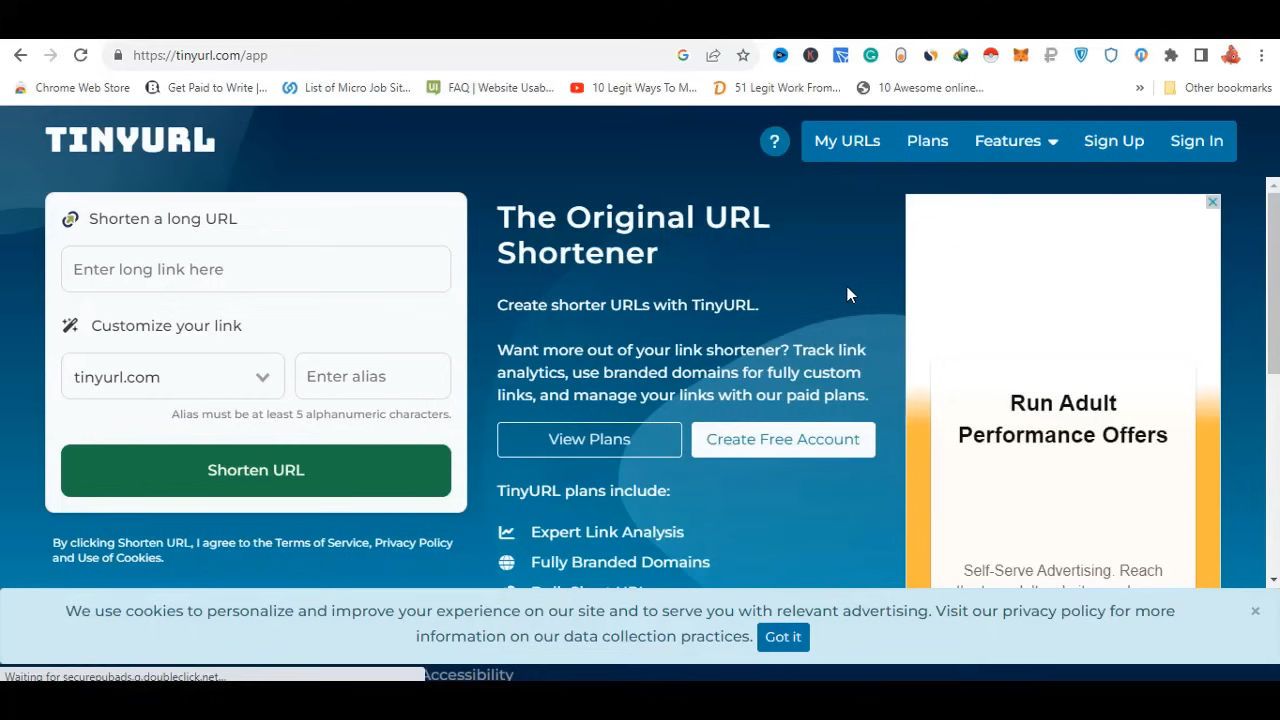 https://tinyurl.com/app
Chrome Web Store
Get Paid to Write |...
List of Micro Job Sit...
FAQ | Website Usab...
10 Legit Ways To M...
51 Legit Work From...
10 Awesome online...
»
Other bookmarks
TINYURL
?
My URLs
Plans
Features
Sign Up
Sign In
Shorten a long URL
Enter long link here
Customize your link
tinyurl.com
Enter alias
Alias must be at least 5 alphanumeric characters.
Shorten URL
By clicking Shorten URL, I agree to the Terms of Service, Privacy Policy
and Use of Cookies.
The Original URL
Shortener
Create shorter URLs with TinyURL.
Want more out of your link shortener? Track link
analytics, use branded domains for fully custom
links, and manage your links with our paid plans.
View Plans
Create Free Account
TinyURL plans include:
Expert Link Analysis
Fully Branded Domains
Run Adult
Performance Offers
Self-Serve Advertising. Reach
We use cookies to personalize and improve your experience on our site and to serve you with relevant advertising. Visit our privacy policy for more
information on our data collection practices.
Got it
×
Waiting for securepubads.g.doubleclick.net...
Accessibility